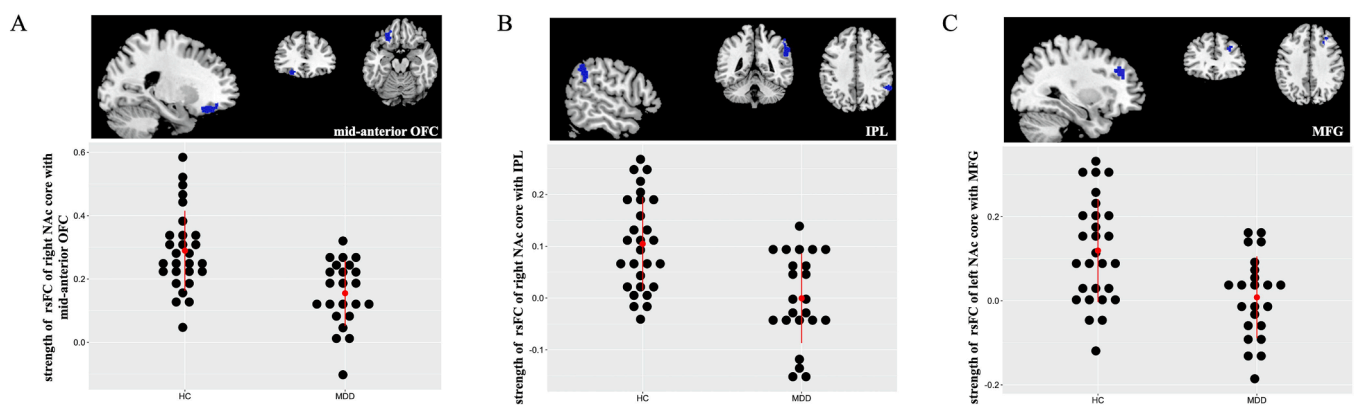 A
mid-anterior OFC
strength of rsFC of right NAc core with
mid-anterior OFC
0.6
0.4
0.2
0.0
HC
MDD
B
IPL
strength of rsFC of right NAc core with IPL
0.2
0.1
0.0
-0.1
HC
MDD
C
MFG
strength of rsFC of left NAc core with MFG
0.2
0.0
-0.2
HC
MDD